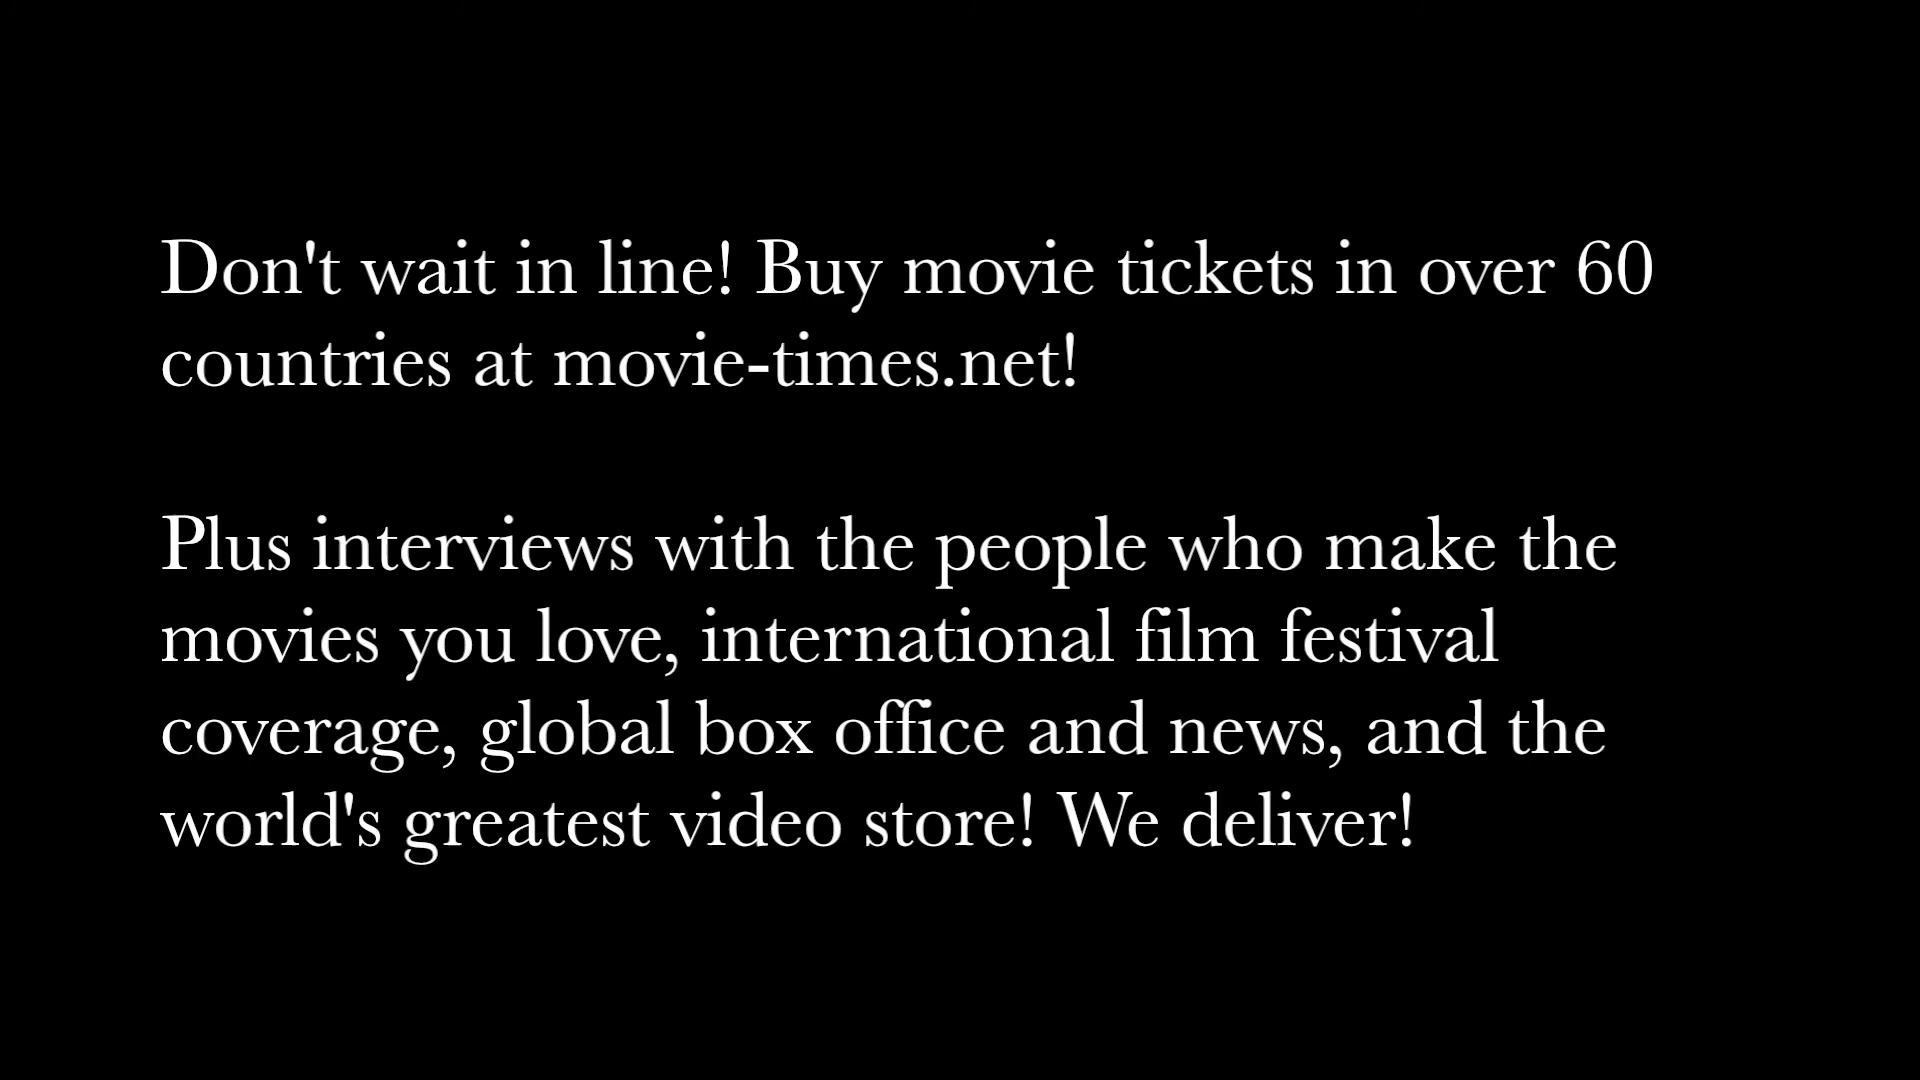 Don't wait in line! Buy movie tickets in over 60
countries at movie-times.net!
Plus interviews with the people who make the
movies you love, international film festival
coverage, global box office and news, and the
world's greatest video store! We deliver!